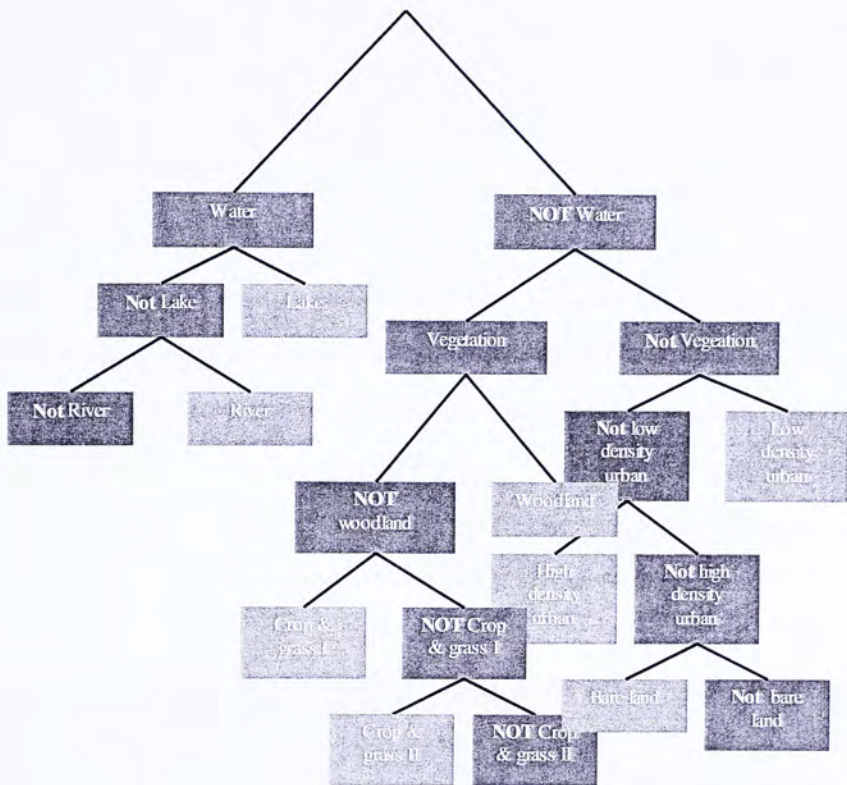 Water
NOT Water
Not Lake
Lake
Vegetation
Not Vegeation
Not River
River
Not low
density
urban
Low
density
urban
NOT
woodland
Woodland
High
density
urban
Not high
density
urban
Crop &
grass I
NOT Crop
& grass I
Bare land
Not bare
land
Crop &
grass II
NOT Crop
& grass II